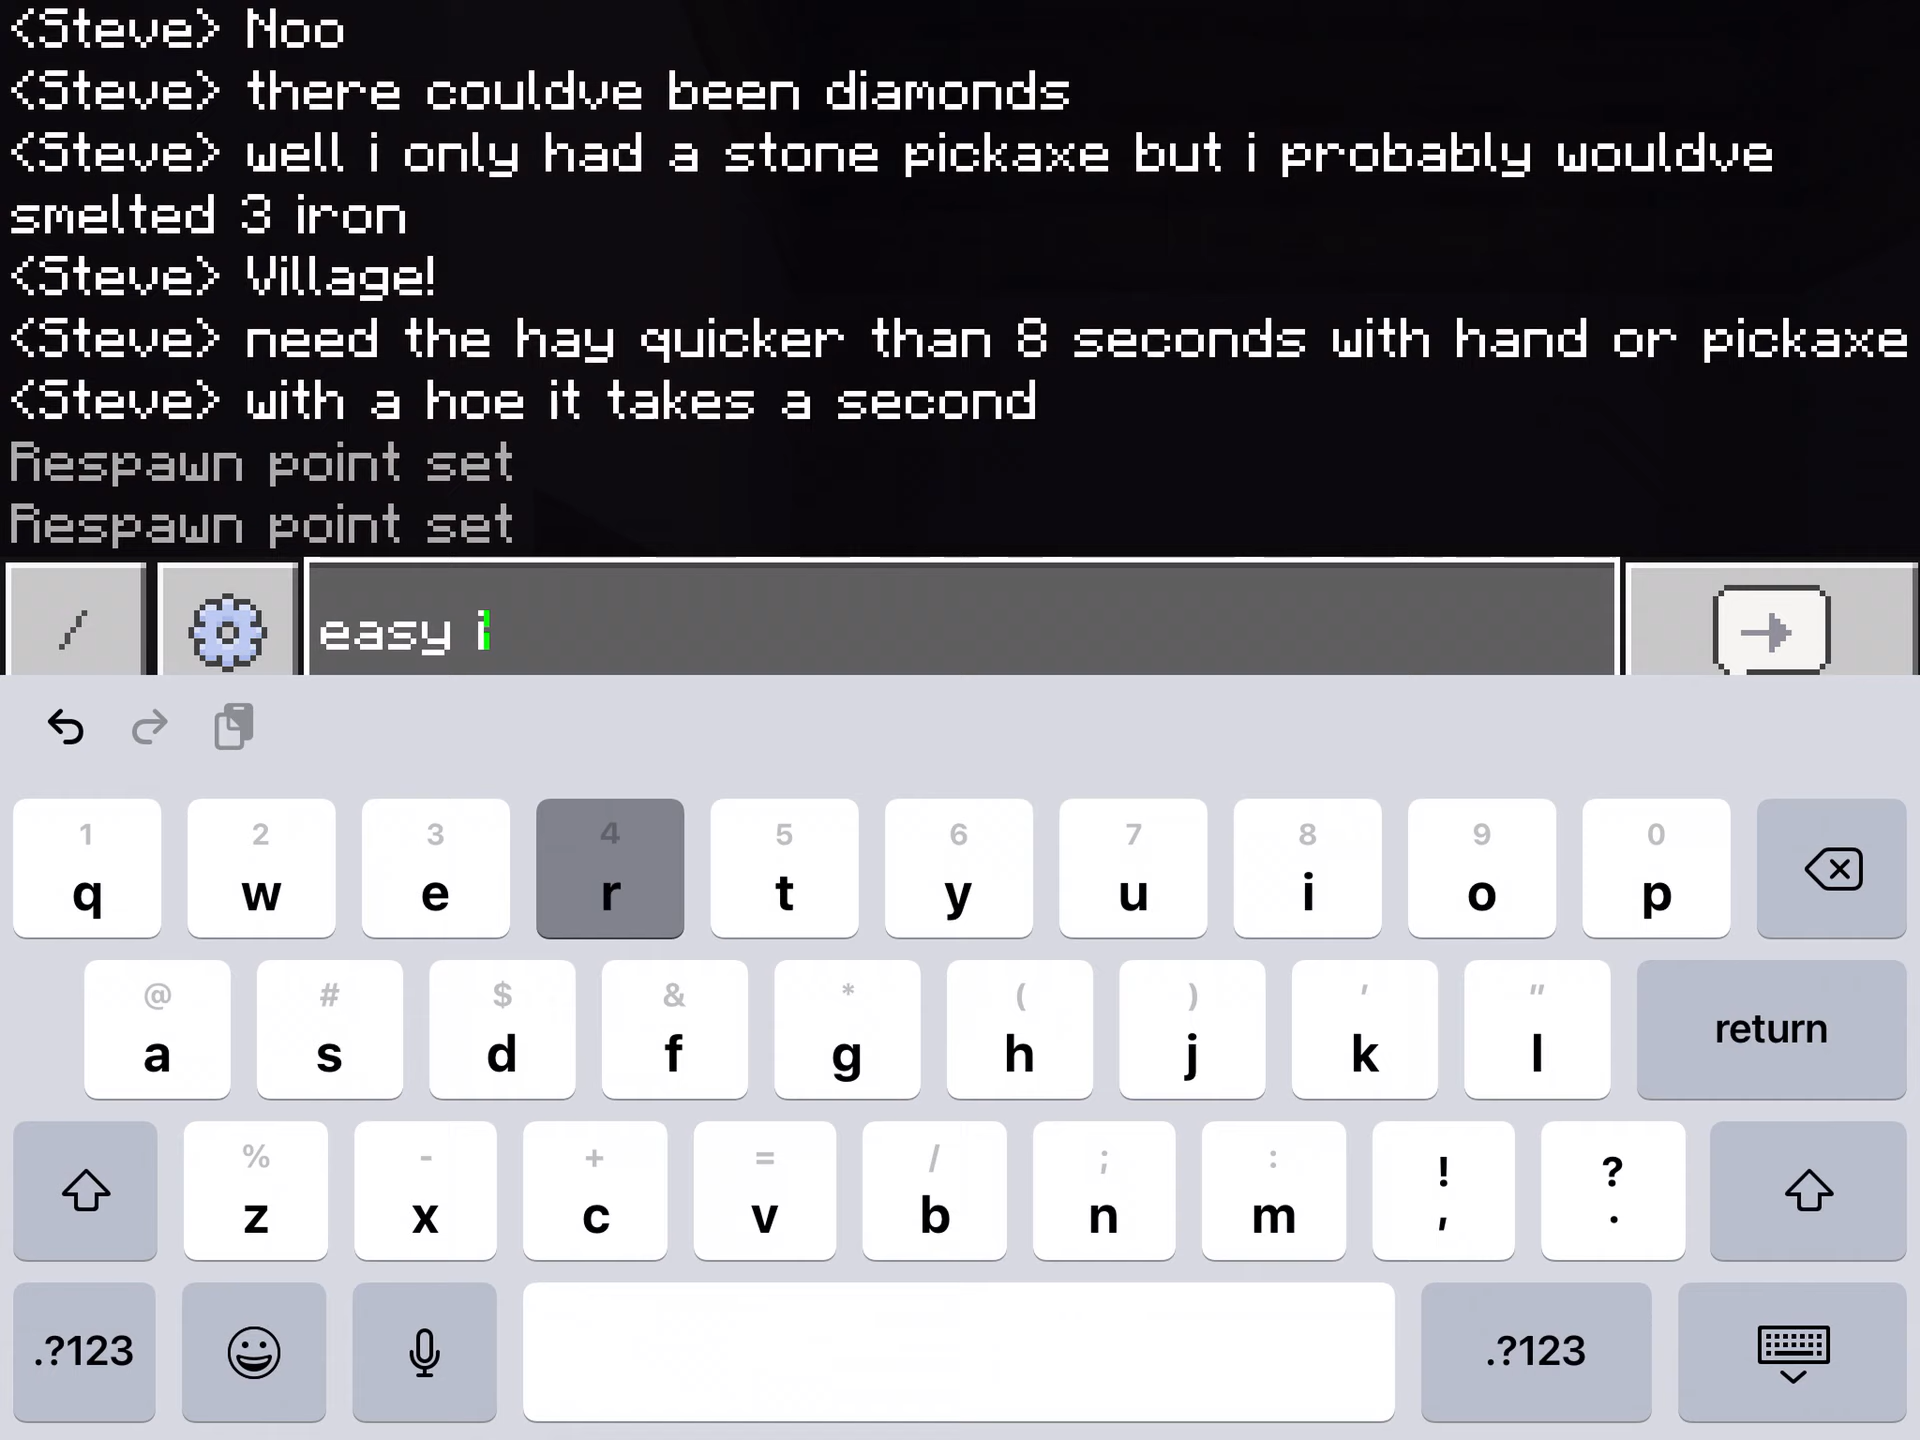 <Steve> Noo
<Steve> there couldve been diamonds
<Steve> well i only had a stone pickaxe but i probably wouldve
smelted 3 iron
<Steve> Village!
<Steve> need the hay quicker than 8 seconds with hand or pickaxe
<Steve> with a hoe it takes a second
Respawn point set
Respawn point set
/ easy i
1 2 3 4 5 6 7 8 9 0
q w e r t y u i o p
@ # $ & * ( ) ' "
a s d f g h j k l return
% - + = / ; : ! ?
z x c v b n m , .
.?123 .?123